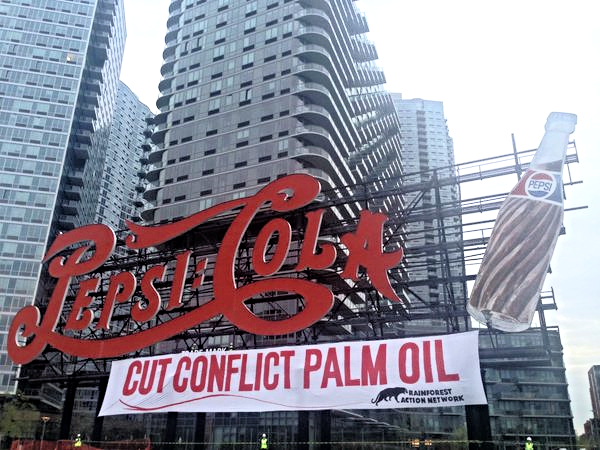 PEPSI-COLA
PEPSI
CUT CONFLICT PALM OIL
RAINFOREST
ACTION NETWORK